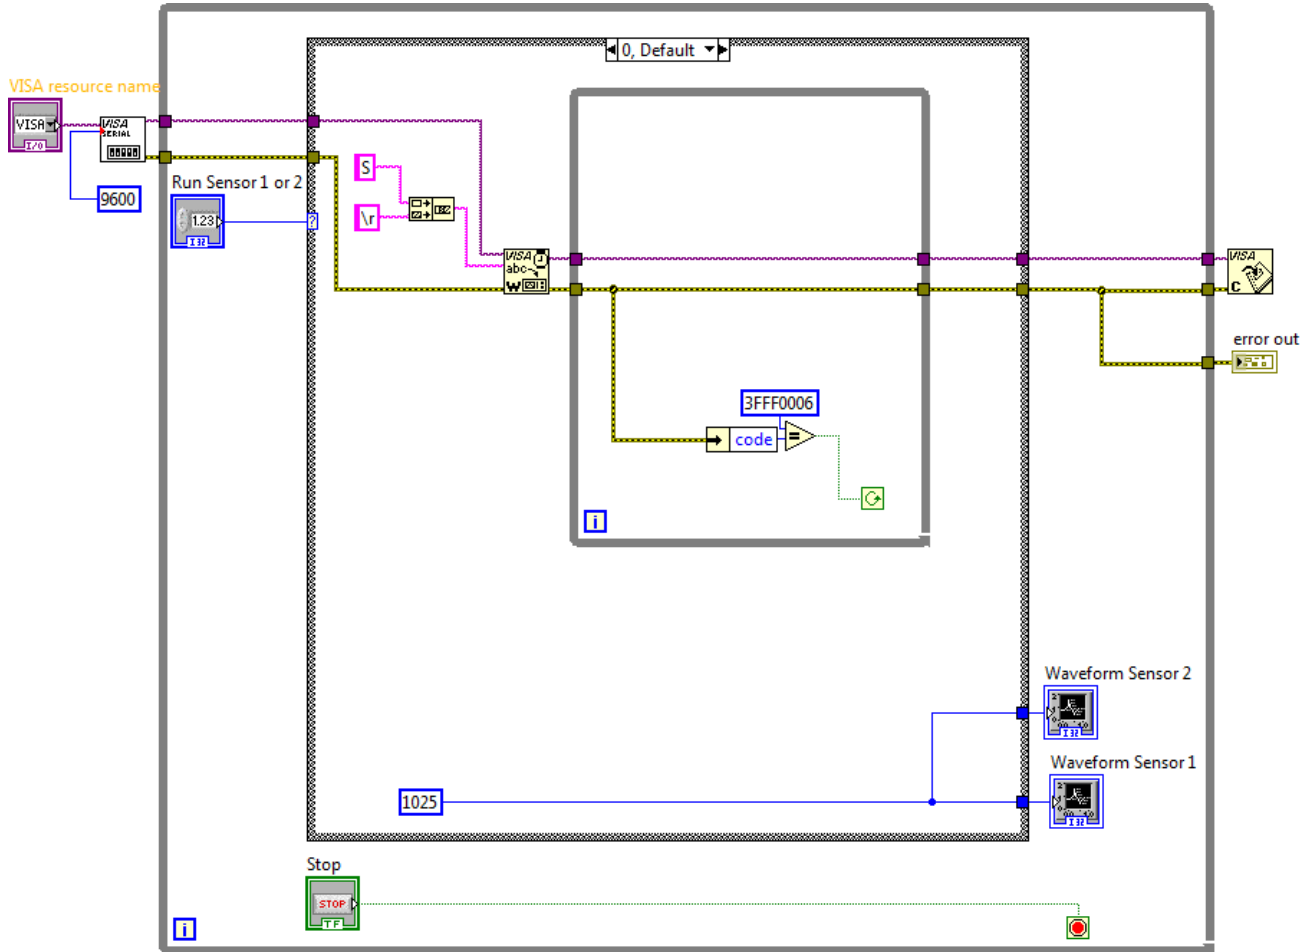 0, Default
VISA resource name
VISA
I/O
VISA
SERIAL
9600
Run Sensor 1 or 2
1.23
I32
?
S
\r
VISA
abc
W
VISA
C
error out
3FFF0006
code
=
i
Waveform Sensor 2
I32
Waveform Sensor 1
I32
1025
Stop
STOP
TF
i